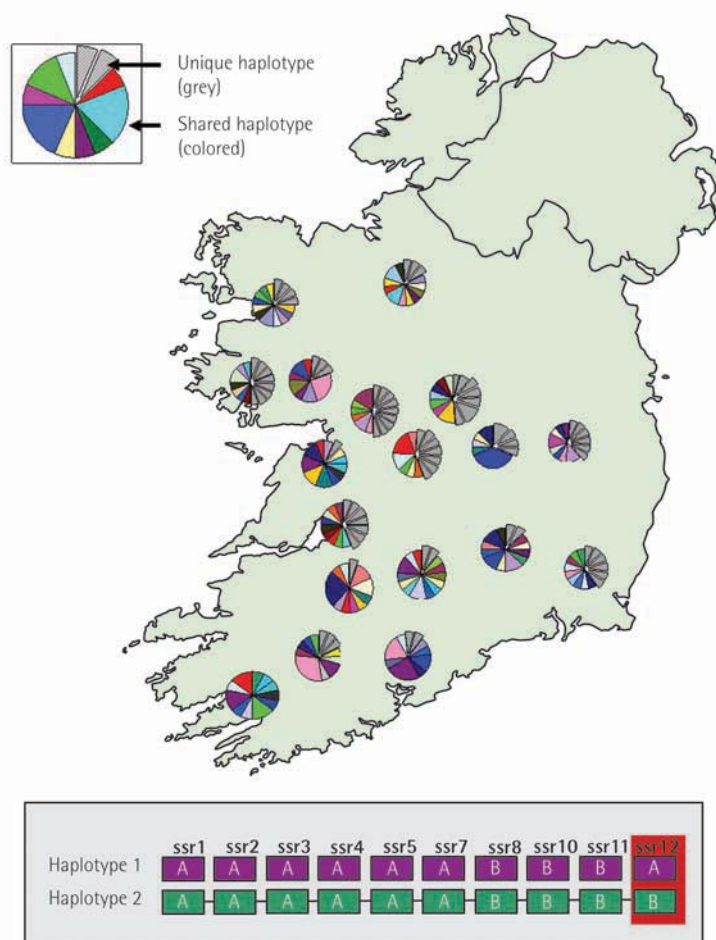 Unique haplotype
(grey)
Shared haplotype
(colored)
ssr1 ssr2 ssr3 ssr4 ssr5 ssr7 ssr8 ssr10 ssr11 ssr12
Haplotype 1 A A A A A A B B B A
Haplotype 2 A A A A A A B B B B